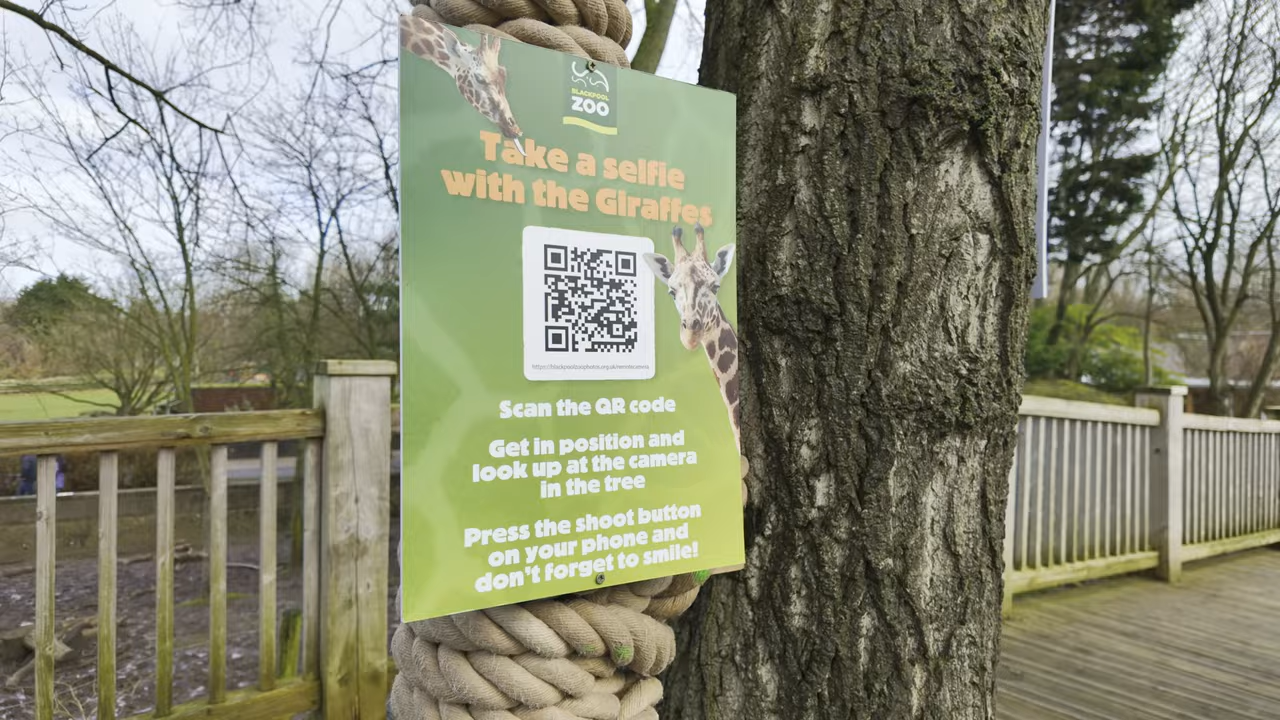 BLACKPOOL
ZOO
Take a selfie
with the Giraffes
Scan the QR code
Get in position and
look up at the camera
in the tree
Press the shoot button
on your phone and
don't forget to smile!